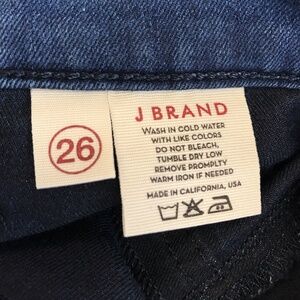 26
J BRAND
WASH IN COLD WATER
WITH LIKE COLORS
DO NOT BLEACH,
TUMBLE DRY LOW
REMOVE PROMPTLY
WARM IRON IF NEEDED
MADE IN CALIFORNIA, USA